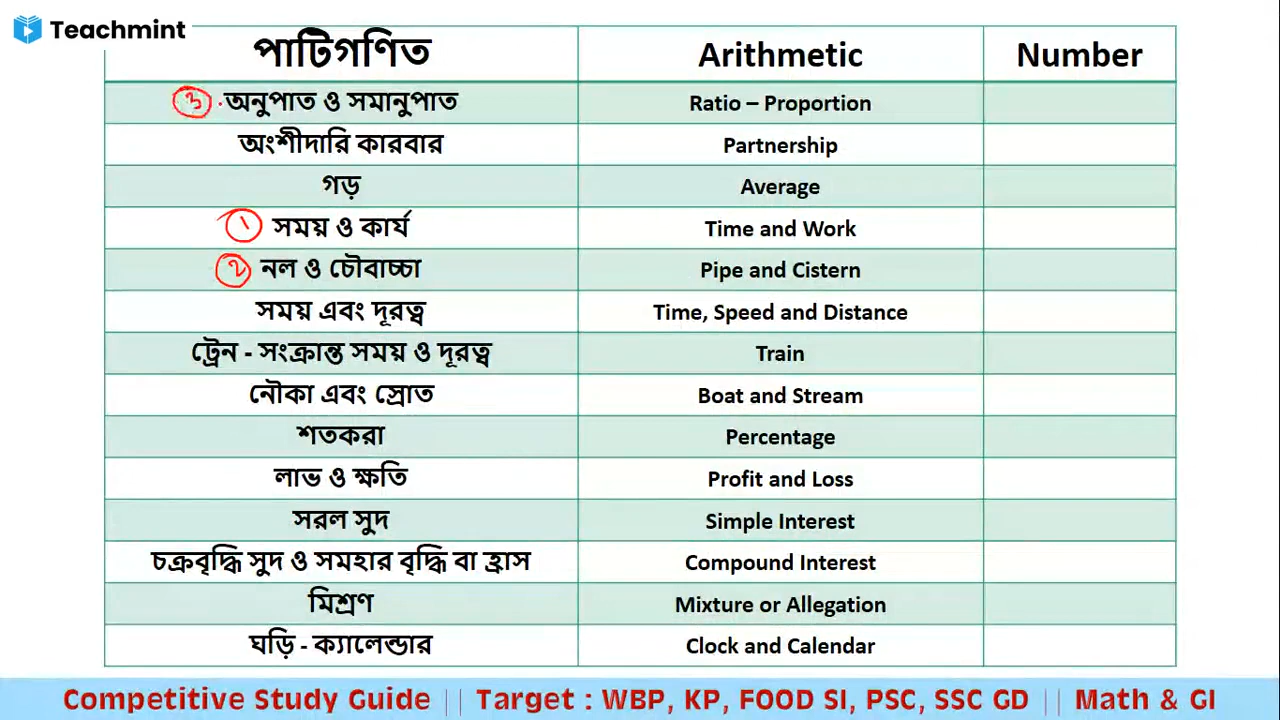 Teachmint
পাটিগণিত Arithmetic Number
৩ অনুপাত ও সমানুপাত Ratio – Proportion
অংশীদারি কারবার Partnership
গড় Average
১ সময় ও কার্য Time and Work
২ নল ও চৌবাচ্চা Pipe and Cistern
সময় এবং দূরত্ব Time, Speed and Distance
ট্রেন - সংক্রান্ত সময় ও দূরত্ব Train
নৌকা এবং স্রোত Boat and Stream
শতকরা Percentage
লাভ ও ক্ষতি Profit and Loss
সরল সুদ Simple Interest
চক্রবৃদ্ধি সুদ ও সমহার বৃদ্ধি বা হ্রাস Compound Interest
মিশ্রণ Mixture or Allegation
ঘড়ি - ক্যালেন্ডার Clock and Calendar
Competitive Study Guide || Target : WBP, KP, FOOD SI, PSC, SSC GD || Math & GI